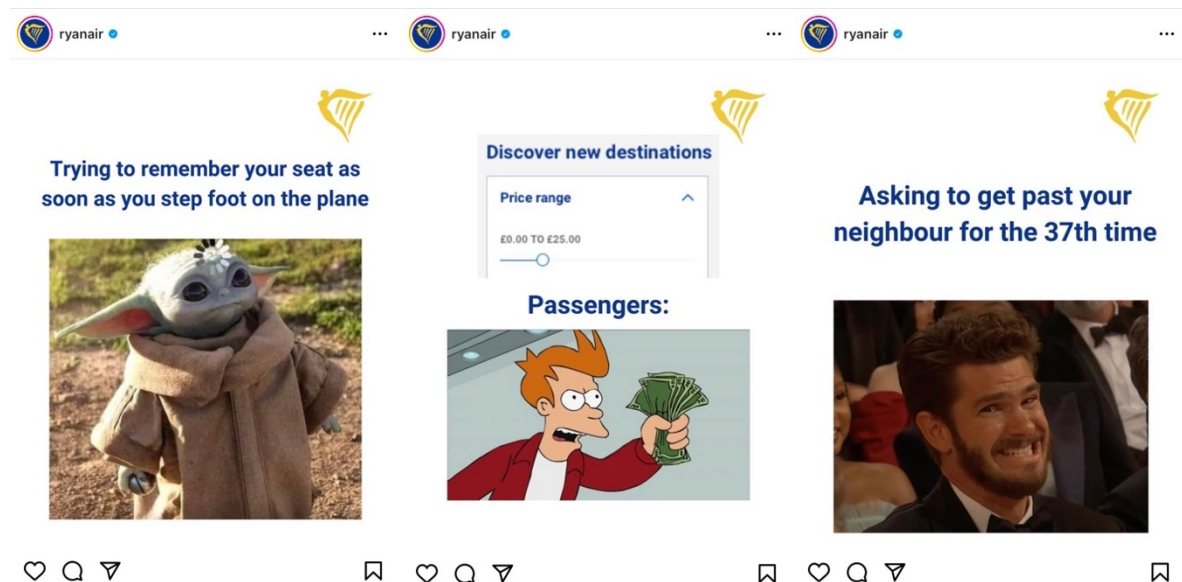 ryanair
Trying to remember your seat as
soon as you step foot on the plane
ryanair
Discover new destinations
Price range
£0.00 TO £25.00
Passengers:
ryanair
Asking to get past your
neighbour for the 37th time